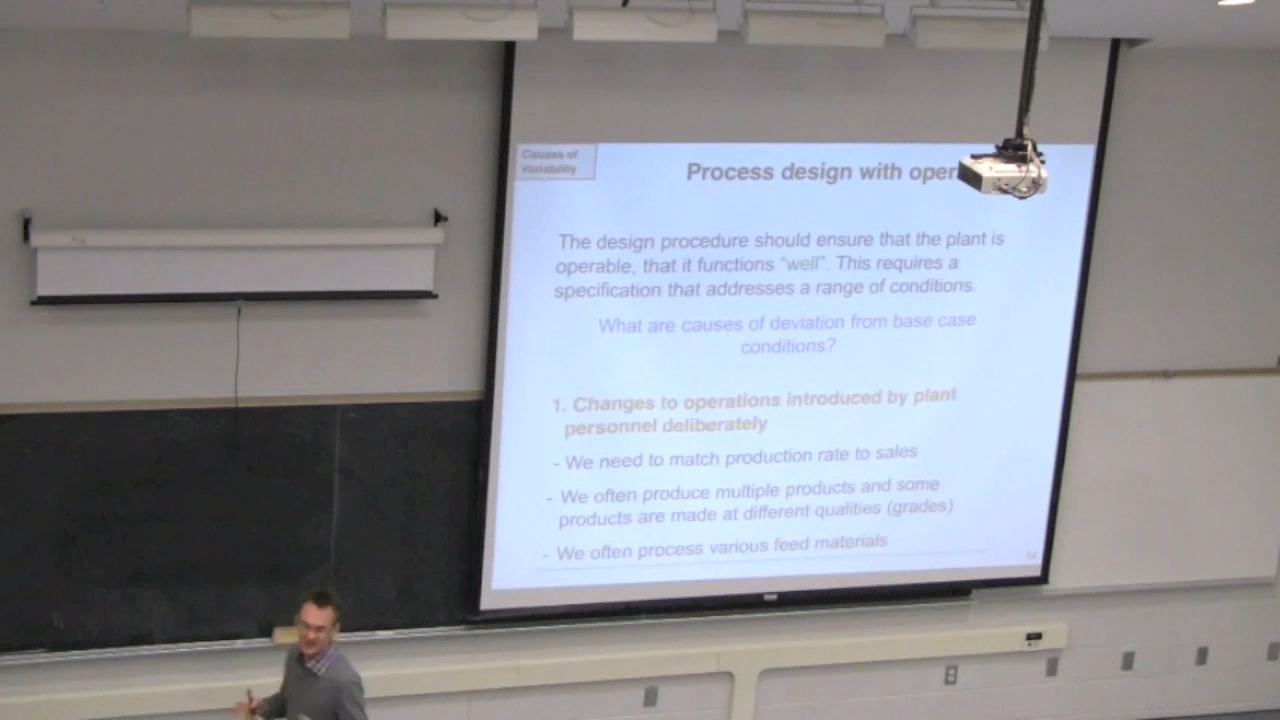 Causes of
Variability
Process design with oper
The design procedure should ensure that the plant is
operable, that it functions “well”. This requires a
specification that addresses a range of conditions.
What are causes of deviation from base case
conditions?
1. Changes to operations introduced by plant
personnel deliberately
- We need to match production rate to sales
- We often produce multiple products and some
products are made at different qualities (grades)
- We often process various feed materials